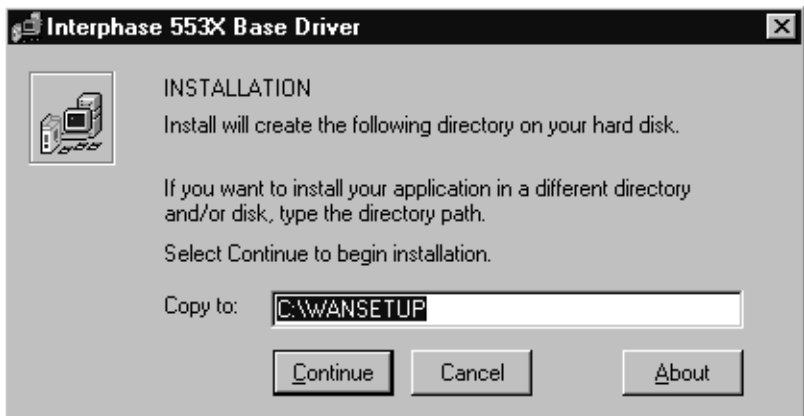 Interphase 553X Base Driver
INSTALLATION
Install will create the following directory on your hard disk.
If you want to install your application in a different directory
and/or disk, type the directory path.
Select Continue to begin installation.
Copy to: C:\WANSETUP
Continue Cancel About